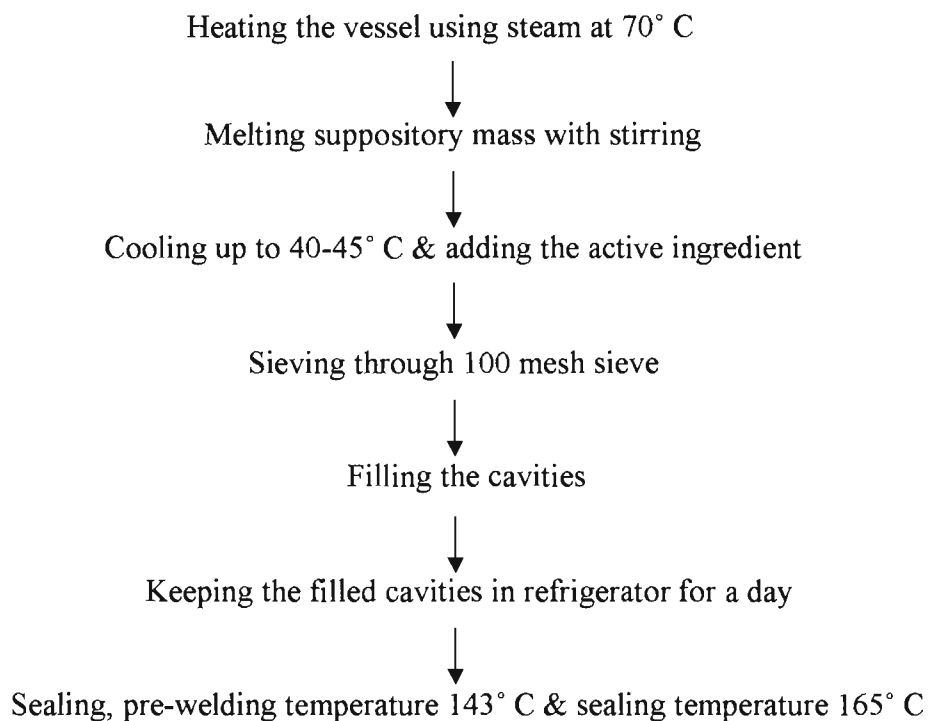 Heating the vessel using steam at 70° C
Melting suppository mass with stirring
Cooling up to 40-45° C & adding the active ingredient
Sieving through 100 mesh sieve
Filling the cavities
Keeping the filled cavities in refrigerator for a day
Sealing, pre-welding temperature 143° C & sealing temperature 165° C